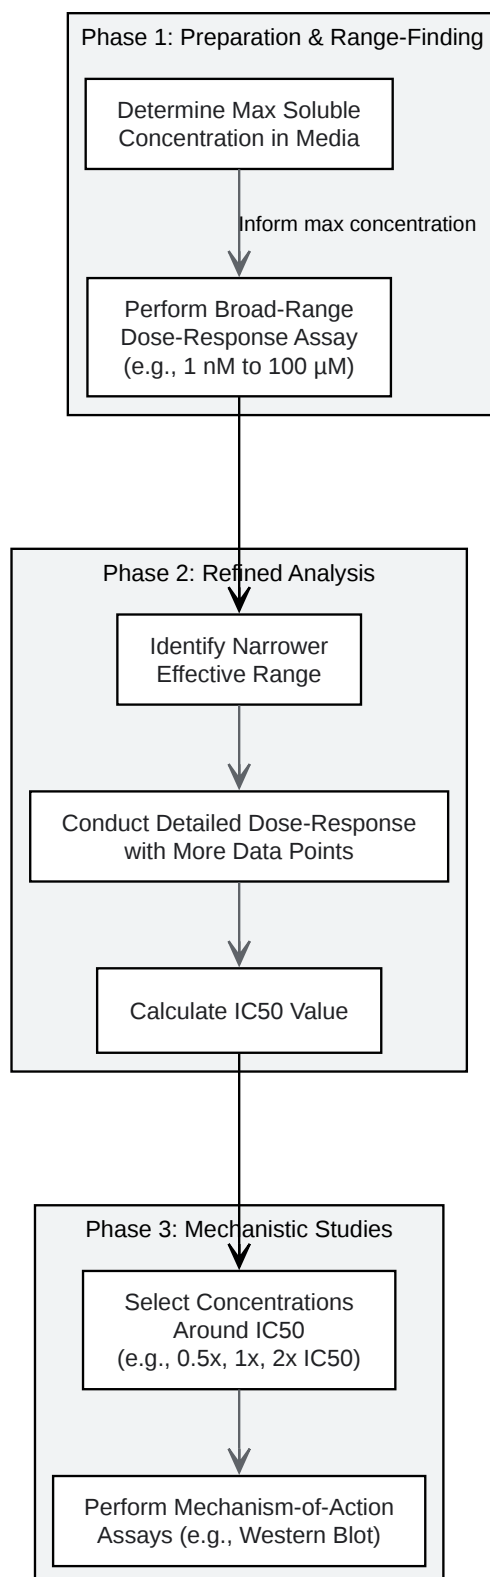 Phase 1: Preparation & Range-Finding
Determine Max Soluble
Concentration in Media
Inform max concentration
Perform Broad-Range
Dose-Response Assay
(e.g., 1 nM to 100 µM)
Phase 2: Refined Analysis
Identify Narrower
Effective Range
Conduct Detailed Dose-Response
with More Data Points
Calculate IC50 Value
Phase 3: Mechanistic Studies
Select Concentrations
Around IC50
(e.g., 0.5x, 1x, 2x IC50)
Perform Mechanism-of-Action
Assays (e.g., Western Blot)